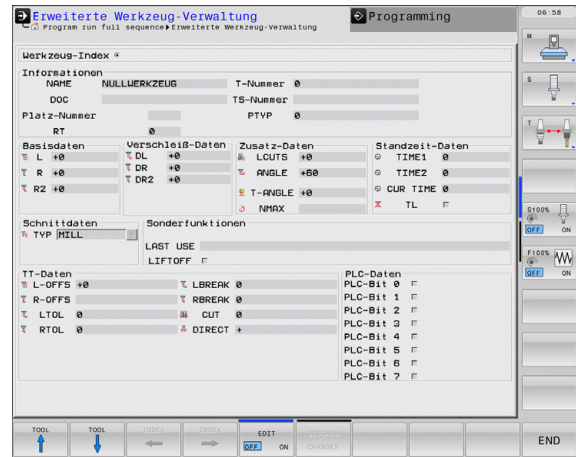 Erweiterte Werkzeug-Verwaltung
Program run full sequence▶Erweiterte Werkzeug-Verwaltung
Programming
06:58
Werkzeug-Index
Informationen
NAME NULLWERKZEUG T-Nummer 0
DOC TS-Nummer
Platz-Nummer PTYP 0
RT 0
Basisdaten Verschleiß-Daten Zusatz-Daten Standzeit-Daten
L +0 DL +0 LCUTS +0 TIME1 0
R +0 DR +0 ANGLE +60 TIME2 0
R2 +0 DR2 +0 T-ANGLE +0 CUR TIME 0
NMAX TL
Schnittdaten Sonderfunktionen
TYP MILL
LAST USE
LIFTOFF
TT-Daten PLC-Daten
L-OFFS +0 LBREAK 0 PLC-Bit 0
R-OFFS RBREAK 0 PLC-Bit 1
LTOL 0 CUT 0 PLC-Bit 2
RTOL 0 DIRECT + PLC-Bit 3
PLC-Bit 4
PLC-Bit 5
PLC-Bit 6
PLC-Bit 7
M
S
T
S100%
OFF ON
F100%
OFF ON
TOOL TOOL INDEX INDEX EDIT
OFF ON
CHANGES
END